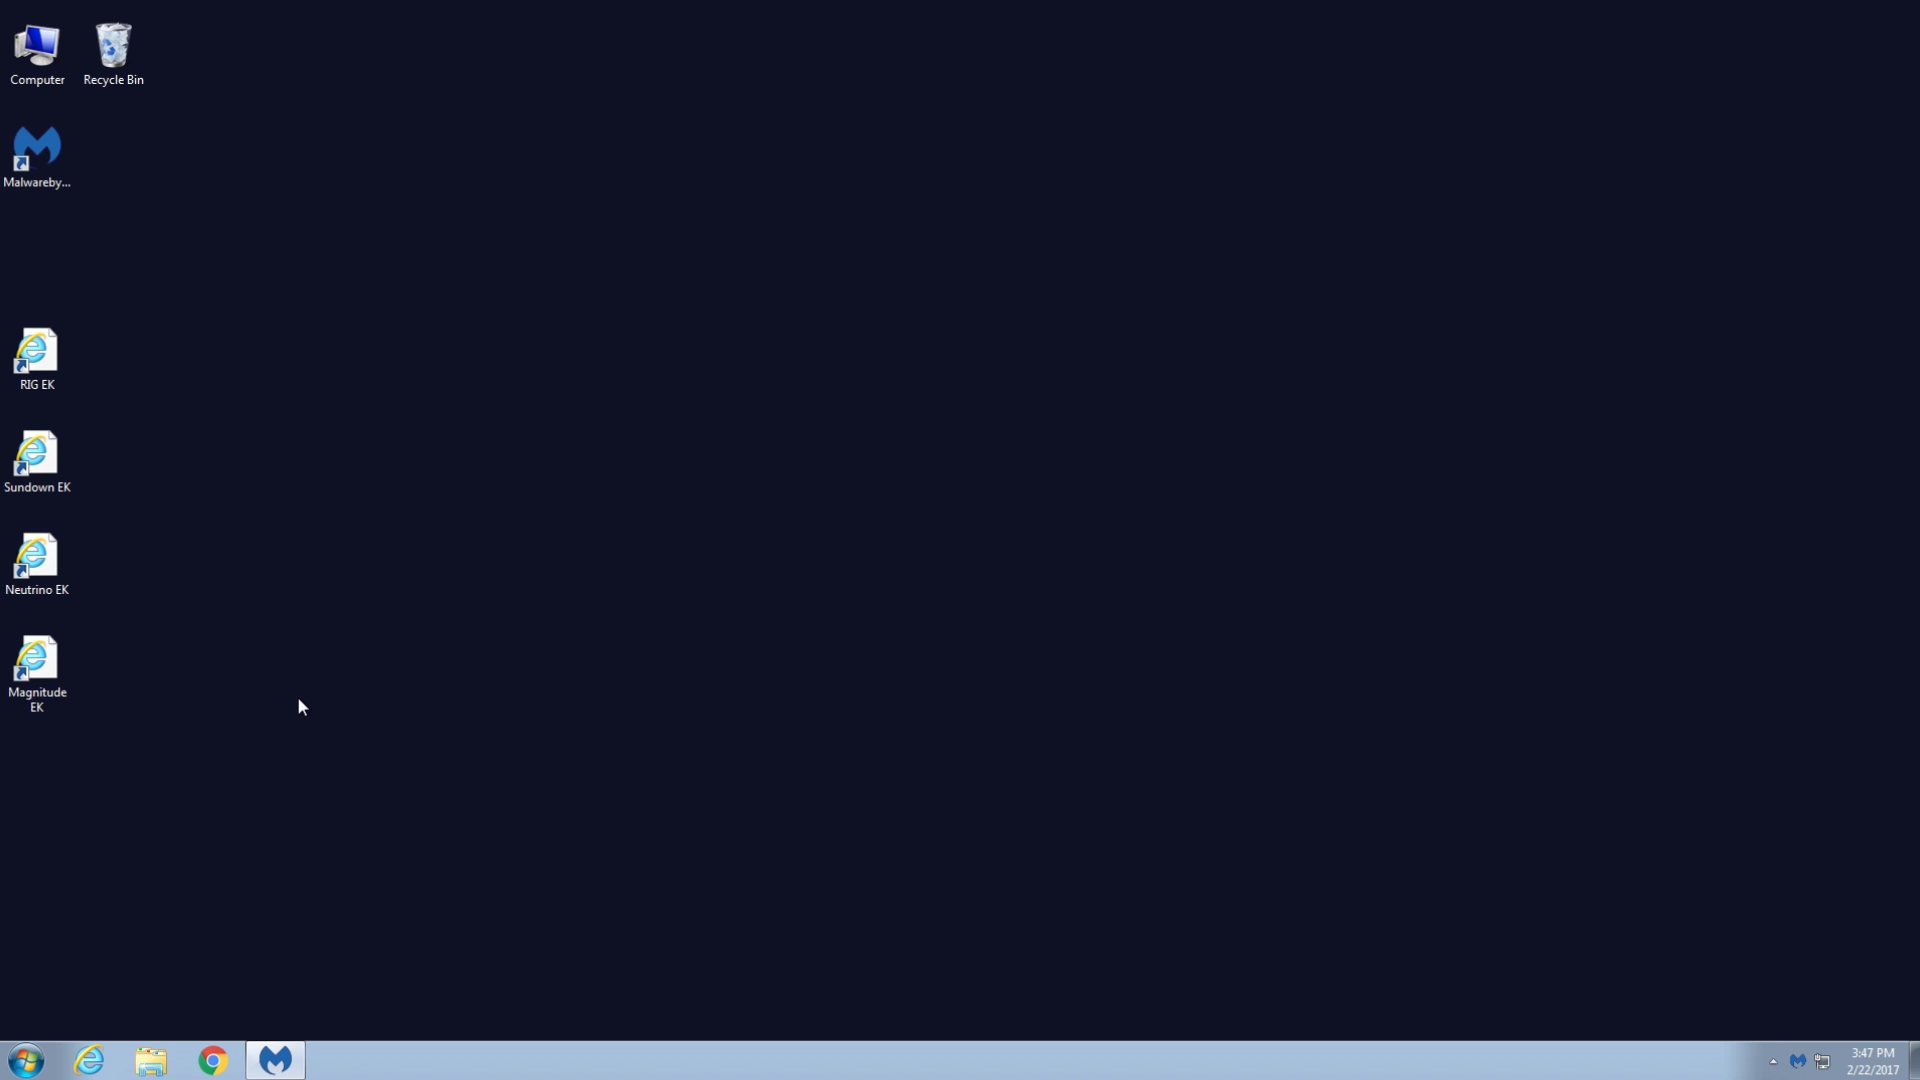 Computer
Recycle Bin
Malwareby...
RIG EK
Sundown EK
Neutrino EK
Magnitude
EK
3:47 PM
2/22/2017